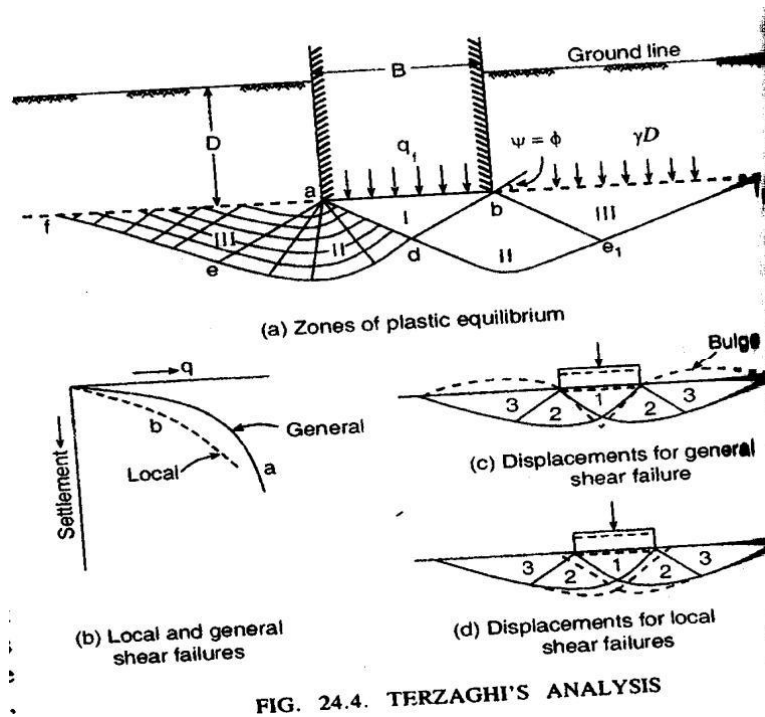 Ground line
B
D
q_f
ψ = ϕ
γD
a
b
I
III
f
III
II
d
e
II
e₁
(a) Zones of plastic equilibrium
q
Settlement
b
General
Local
a
(b) Local and general
shear failures
Bulge
3
2
1
2
3
(c) Displacements for general
shear failure
3
2
1
2
3
(d) Displacements for local
shear failures
FIG. 24.4. TERZAGHI'S ANALYSIS